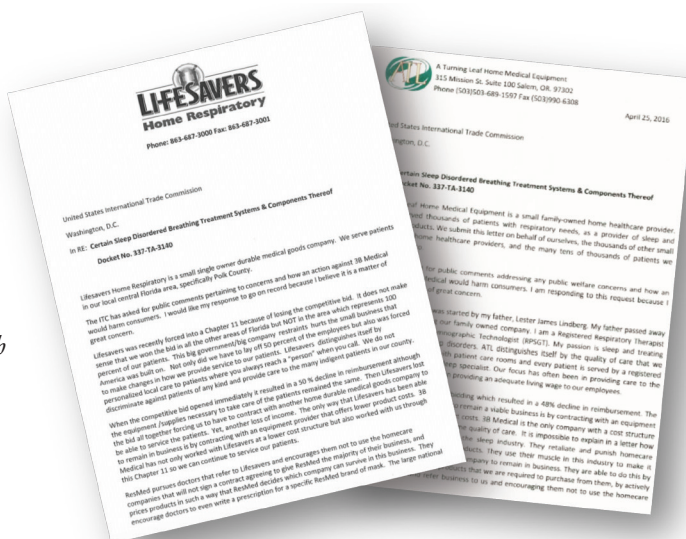 LIFESAVERS
Home Respiratory
Phone: 863-687-3000 Fax: 863-687-3001
United States International Trade Commission
Washington, D.C.
In RE: Certain Sleep Disordered Breathing Treatment Systems & Components Thereof
Docket No. 337-TA-3140
Lifesavers Home Respiratory is a small single owner durable medical goods company. We serve patients
in our local central Florida area, specifically Polk County.
The ITC has asked for public comments pertaining to concerns and how an action against 3B Medical
would harm consumers. I would like my response to go on record because I believe it is a matter of
great concern.
Lifesavers was recently forced into a Chapter 11 because of losing the competitive bid. It does not make
sense that we won the bid in all the other areas of Florida but NOT in the area which represents 100
percent of our patients. This big government/big company restraints hurts the small business that
America was built on. Not only did we have to lay off 50 percent of the employees but also was forced
to make changes in how we provide service to our patients. Lifesavers distinguishes itself by
personalized local care to patients where you always reach a "person" when you call. We do not
discriminate against patients of any kind and provide care to the many indigent patients in our county.
When the competitive bid opened immediately it resulted in a 50 % decline in reimbursement although
the equipment /supplies necessary to take care of the patients remained the same. Then Lifesavers lost
the bid all together forcing us to have to contract with another home durable medical goods company to
be able to service the patients. Yet, another loss of income. The only way that Lifesavers has been able
to remain in business is by contracting with an equipment provider that offers lower product costs. 3B
Medical has not only worked with Lifesavers at a lower cost structure but also worked with us through
this Chapter 11 so we can continue to service our patients.
ResMed pursues doctors that refer to Lifesavers and encourages them not to use the homecare
companies that will not sign a contract agreeing to give ResMed the majority of their business, and
prices products in such a way that ResMed decides which company can survive in this business. They
encourage doctors to even write a prescription for a specific ResMed brand of mask. The large national
ATL
A Turning Leaf Home Medical Equipment
315 Mission St. Suite 100 Salem, OR. 97302
Phone (503)503-689-1597 Fax (503)990-6308
April 25, 2016
States International Trade Commission
D.C.
Certain Sleep Disordered Breathing Treatment Systems & Components Thereof
Docket No. 337-TA-3140
Leaf Home Medical Equipment is a small family-owned home healthcare provider.
thousands of patients with respiratory needs, as a provider of sleep and
We submit this letter on behalf of ourselves, the thousands of other small
home healthcare providers, and the many tens of thousands of patients we
for public comments addressing any public welfare concerns and how an
Medical would harm consumers. I am responding to this request because I
of great concern.
was started by my father, Lester James Lindberg. My father passed away
our family owned company. I am a Registered Respiratory Therapist
Technologist (RPSGT). My passion is sleep and treating
disorders. ATL distinguishes itself by the quality of care that we
with patient care rooms and every patient is served by a registered
specialist. Our focus has often been in providing care to the
providing an adequate living wage to our employees.
which resulted in a 48% decline in reimbursement. The
remain a viable business is by contracting with an equipment
costs. 3B Medical is the only company with a cost structure
the quality of care. It is impossible to explain in a letter how
the sleep industry. They retaliate and punish homecare
They use their muscle in this industry to make it
company to remain in business. They are able to do this by
products that we are required to purchase from them, by actively
refer business to us and encouraging them not to use the homecare